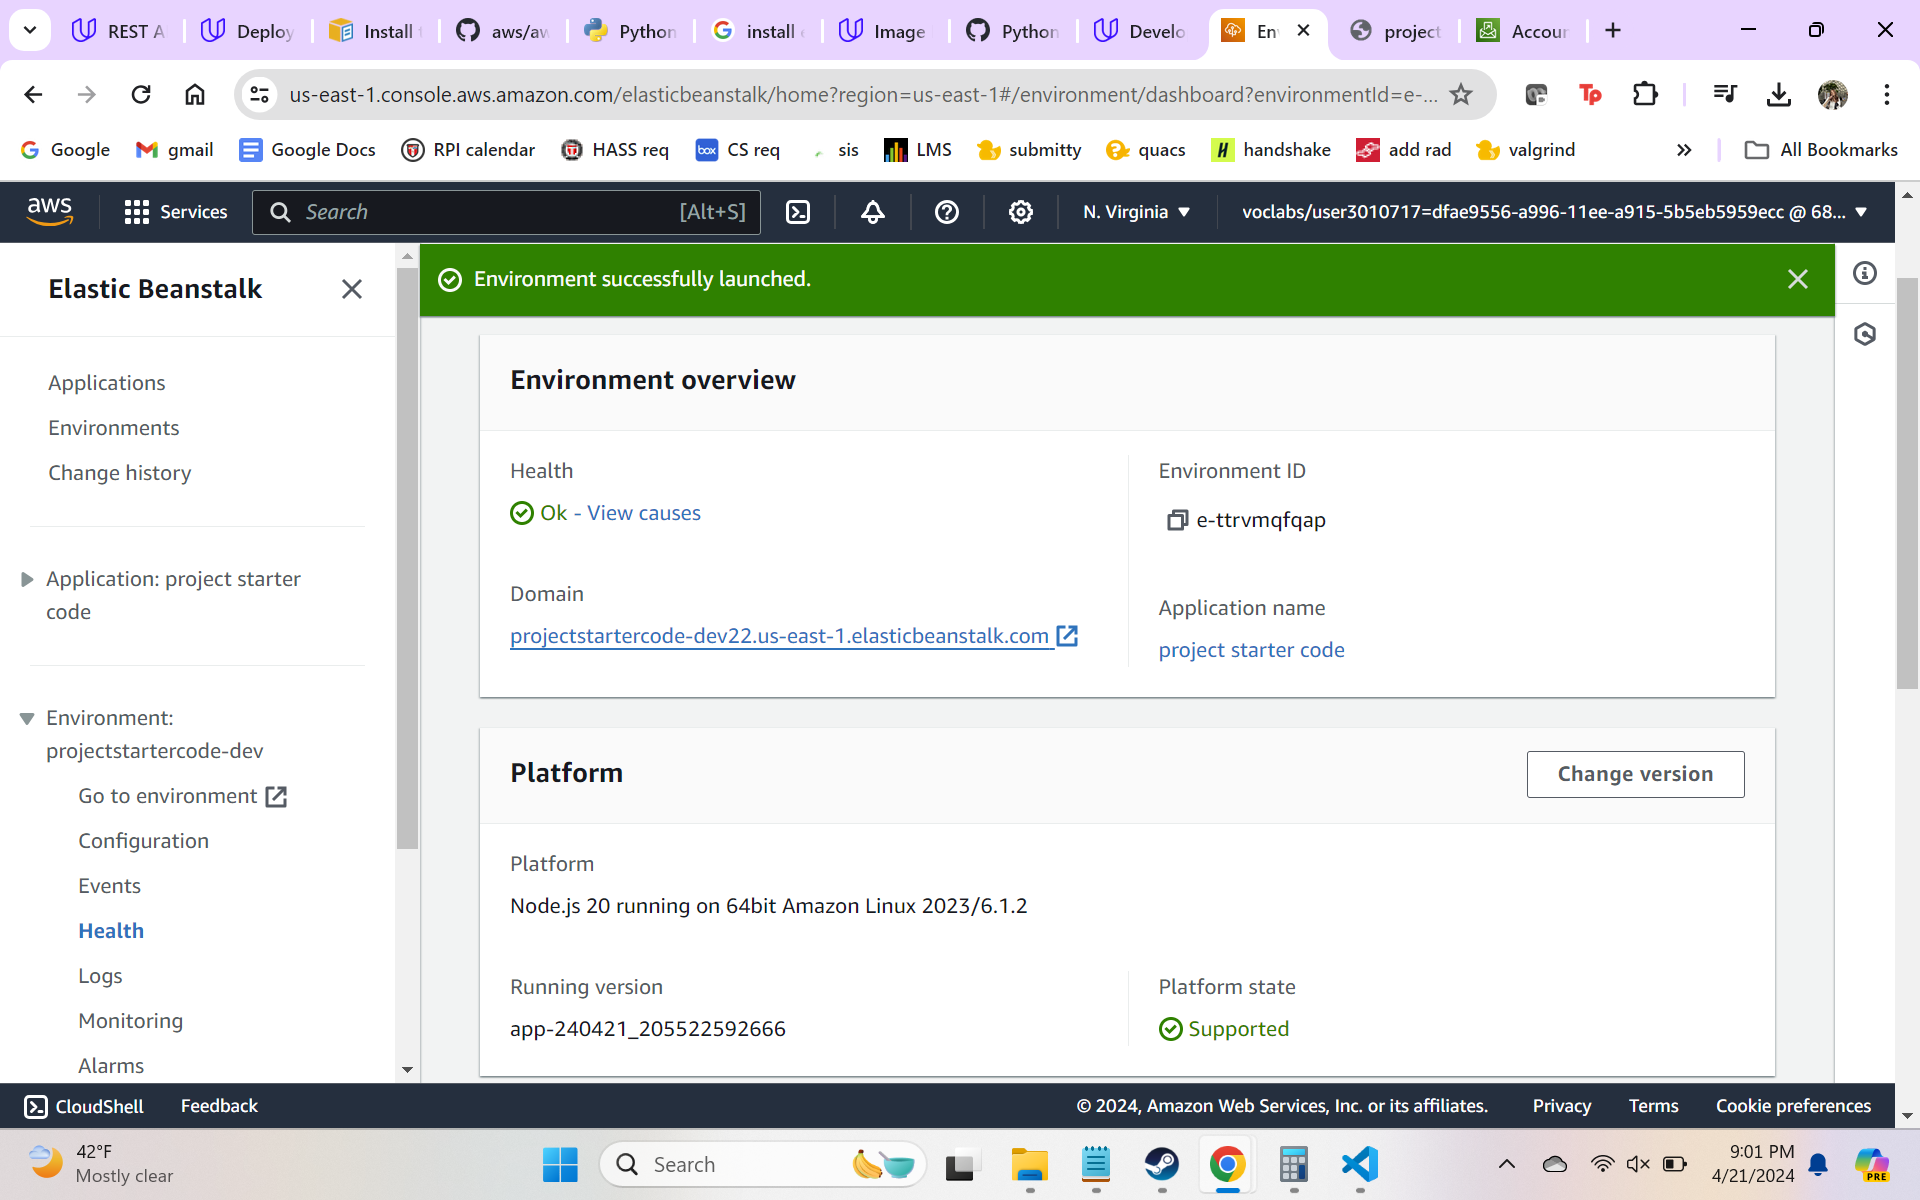 REST A
Deploy
Install
aws/aw
Python
install
Image
Python
Develo
En
project
Accour
us-east-1.console.aws.amazon.com/elasticbeanstalk/home?region=us-east-1#/environment/dashboard?environmentId=e-...
Tp
Google
gmail
Google Docs
RPI calendar
HASS req
box CS req
sis
LMS
submitty
quacs
H handshake
add rad
valgrind
All Bookmarks
aws
Services
Search
[Alt+S]
N. Virginia
voclabs/user3010717=dfae9556-a996-11ee-a915-5b5eb5959ecc @ 68...
Elastic Beanstalk
Applications
Environments
Change history
Application: project starter
code
Environment:
projectstartercode-dev
Go to environment
Configuration
Events
Health
Logs
Monitoring
Alarms
Environment successfully launched.
Environment overview
Health
Ok - View causes
Environment ID
e-ttrvmqfqap
Domain
projectstartercode-dev22.us-east-1.elasticbeanstalk.com
Application name
project starter code
Platform
Change version
Platform
Node.js 20 running on 64bit Amazon Linux 2023/6.1.2
Running version
app-240421_205522592666
Platform state
Supported
CloudShell
Feedback
© 2024, Amazon Web Services, Inc. or its affiliates.
Privacy
Terms
Cookie preferences
42°F
Mostly clear
Search
9:01 PM
4/21/2024
PRE